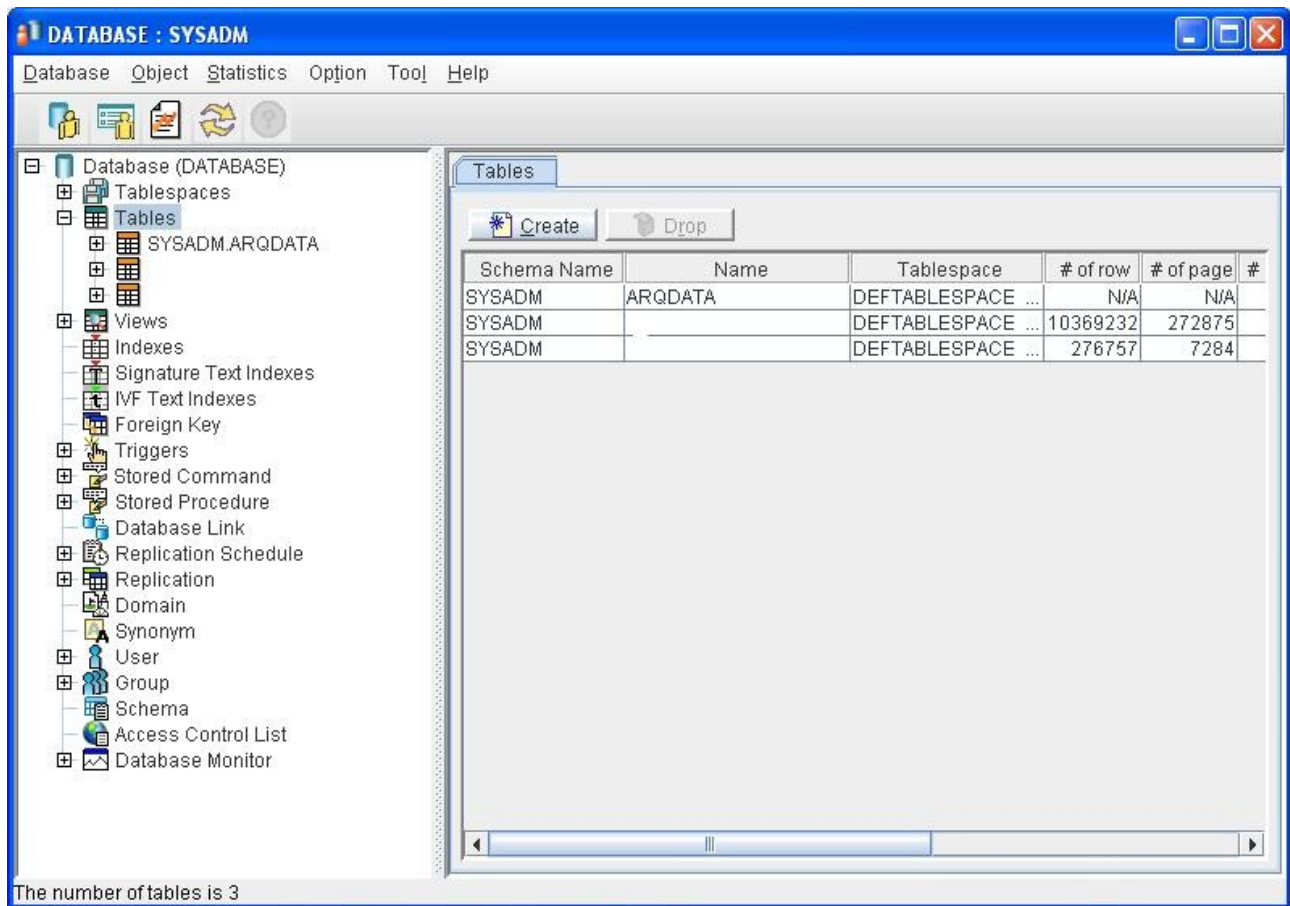 DATABASE : SYSADM
Database Object Statistics Option Tool Help
Database (DATABASE)
Tablespaces
Tables
SYSADM.ARQDATA
Views
Indexes
Signature Text Indexes
IVF Text Indexes
Foreign Key
Triggers
Stored Command
Stored Procedure
Database Link
Replication Schedule
Replication
Domain
Synonym
User
Group
Schema
Access Control List
Database Monitor
Tables
Create Drop
Schema Name Name Tablespace # of row # of page #
SYSADM ARQDATA DEFTABLESPACE ... N/A N/A
SYSADM DEFTABLESPACE ... 10369232 272875
SYSADM DEFTABLESPACE ... 276757 7284
The number of tables is 3